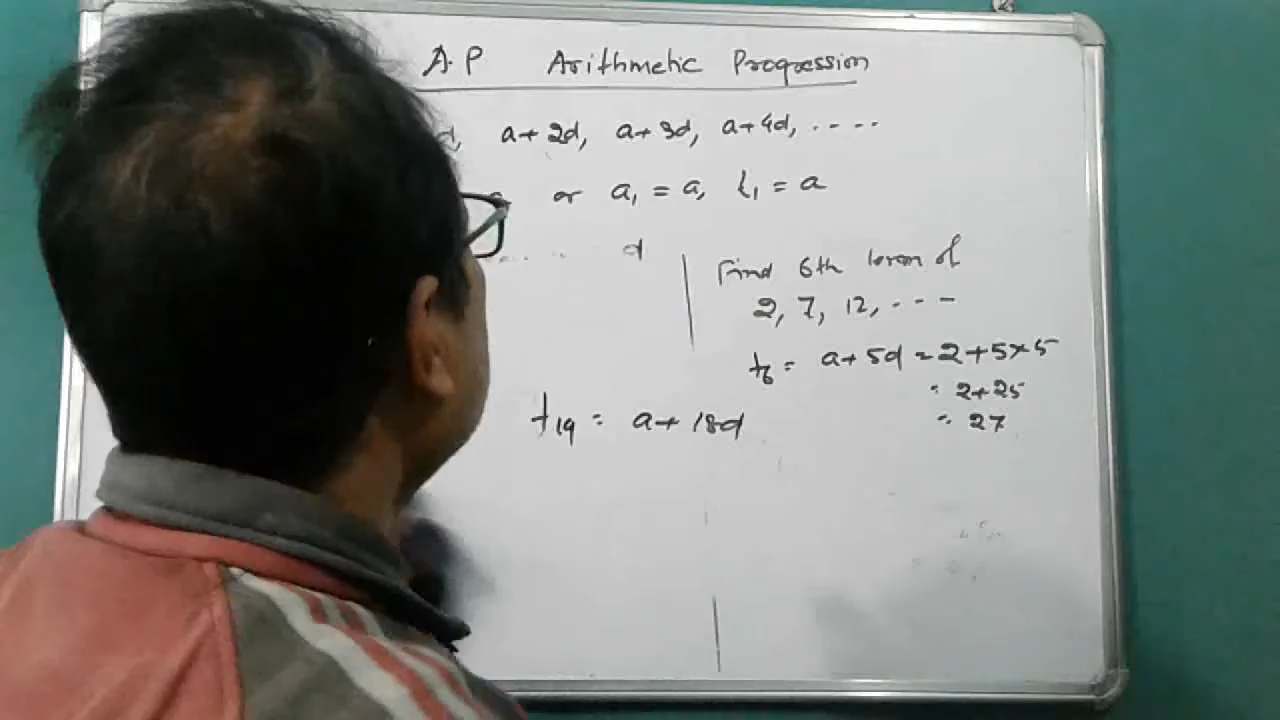 A.P Arithmetic Progression
d, a+2d, a+3d, a+4d, ....
or a₁ = a, t₁ = a
d
Find 6th term of
2, 7, 12, ---
t₆ = a+5d = 2+5×5
= 2+25
= 27
t₁₉ = a+18d